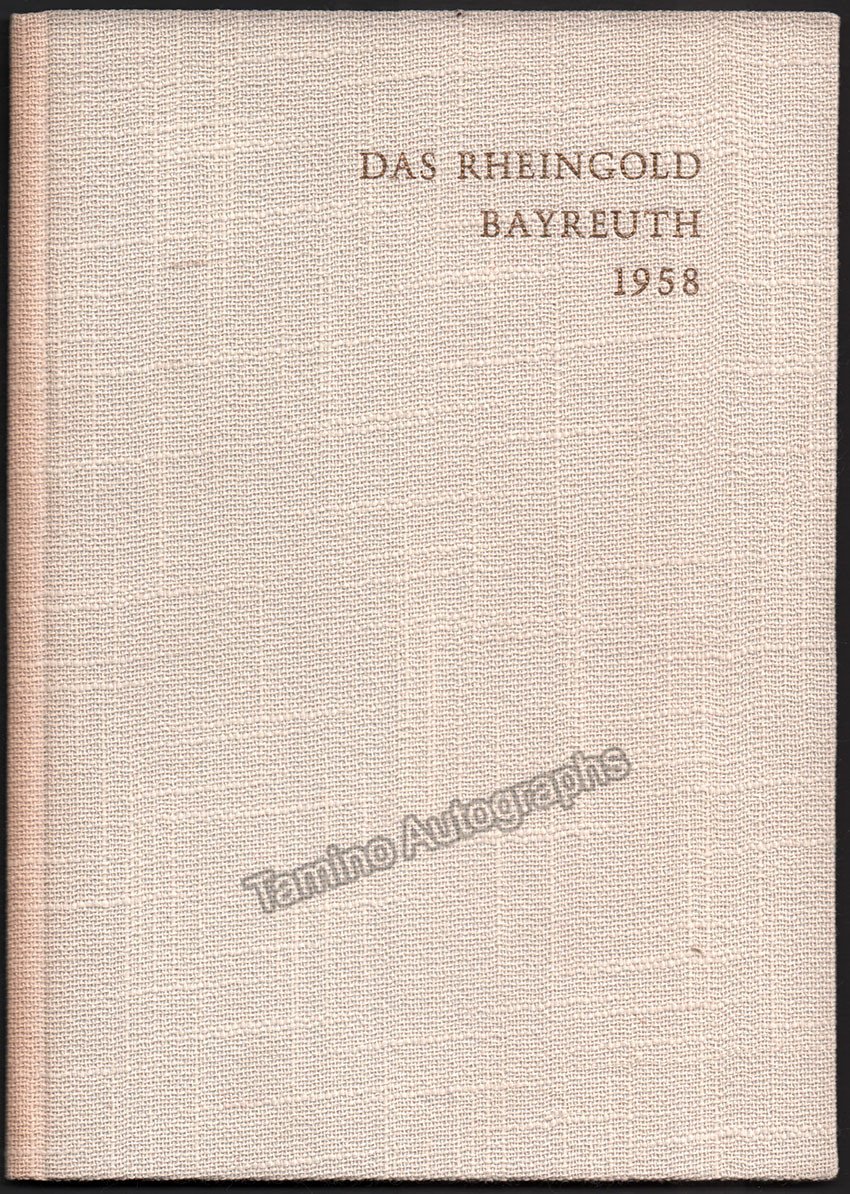 DAS RHEINGOLD
BAYREUTH
1958
Tamino Autographs